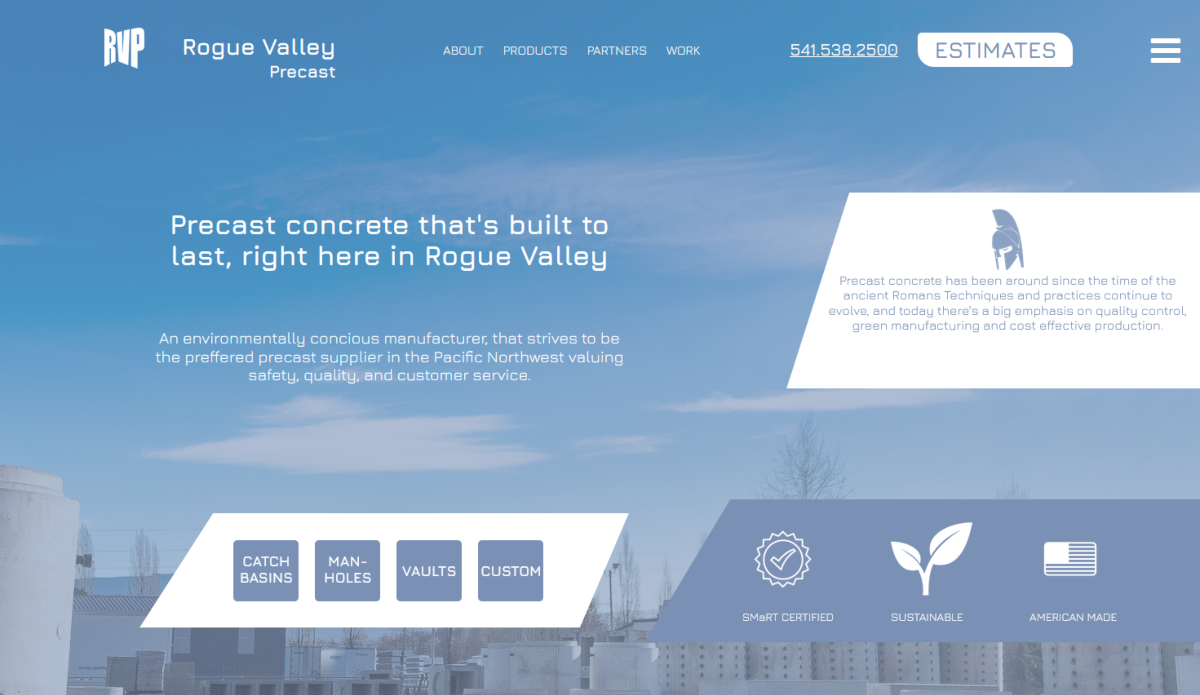 RVP
Rogue Valley
Precast
ABOUT PRODUCTS PARTNERS WORK
541.538.2500
ESTIMATES
Precast concrete that's built to
last, right here in Rogue Valley
An environmentally concious manufacturer, that strives to be
the preffered precast supplier in the Pacific Northwest valuing
safety, quality, and customer service.
Precast concrete has been around since the time of the
ancient Romans Techniques and practices continue to
evolve, and today there's a big emphasis on quality control,
green manufacturing and cost effective production.
CATCH
BASINS
MAN-
HOLES
VAULTS
CUSTOM
SMaRT CERTIFIED
SUSTAINABLE
AMERICAN MADE